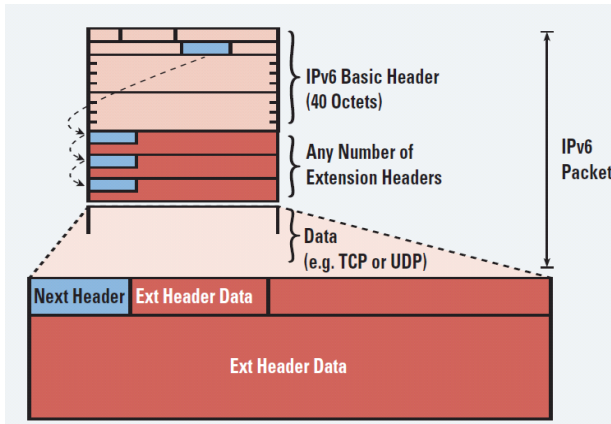 IPv6 Basic Header
(40 Octets)
IPv6
Packet
Any Number of
Extension Headers
Data
(e.g. TCP or UDP)
Next Header Ext Header Data
Ext Header Data